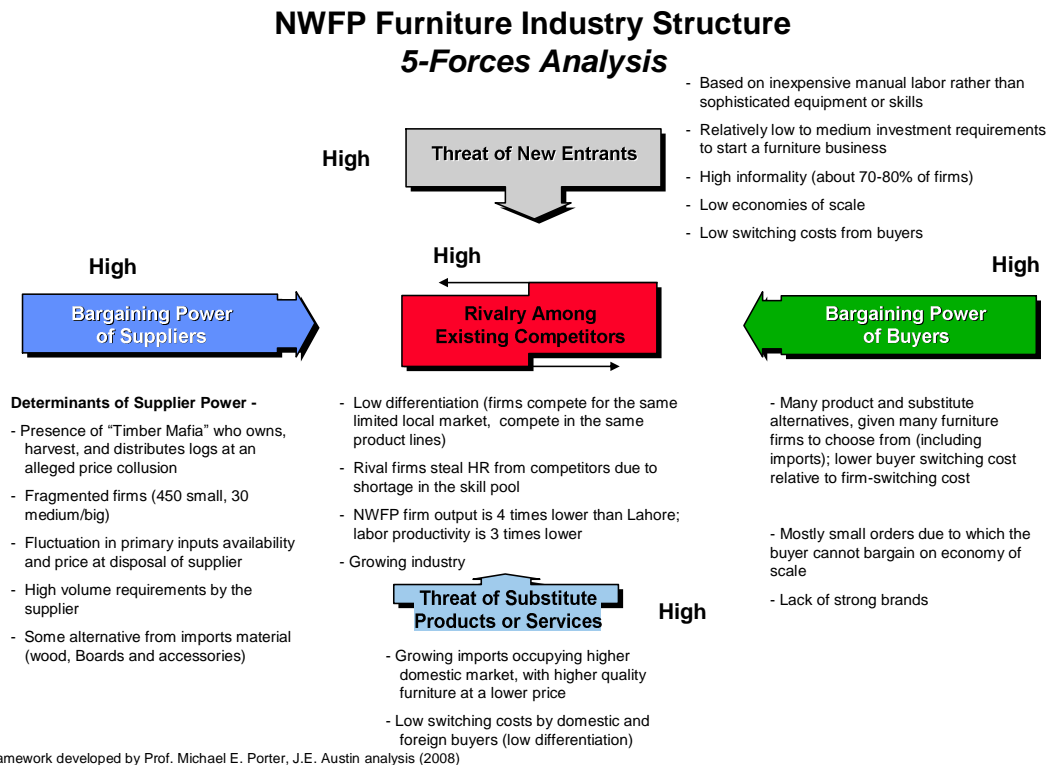 NWFP Furniture Industry Structure
5-Forces Analysis
- Based on inexpensive manual labor rather than
sophisticated equipment or skills
- Relatively low to medium investment requirements
to start a furniture business
- High informality (about 70-80% of firms)
- Low economies of scale
- Low switching costs from buyers
High
Threat of New Entrants
High
Bargaining Power
of Suppliers
High
Rivalry Among
Existing Competitors
High
Bargaining Power
of Buyers
Determinants of Supplier Power -
- Presence of “Timber Mafia” who owns,
harvest, and distributes logs at an
alleged price collusion
- Fragmented firms (450 small, 30
medium/big)
- Fluctuation in primary inputs availability
and price at disposal of supplier
- High volume requirements by the
supplier
- Some alternative from imports material
(wood, Boards and accessories)
- Low differentiation (firms compete for the same
limited local market, compete in the same
product lines)
- Rival firms steal HR from competitors due to
shortage in the skill pool
- NWFP firm output is 4 times lower than Lahore;
labor productivity is 3 times lower
- Growing industry
- Many product and substitute
alternatives, given many furniture
firms to choose from (including
imports); lower buyer switching cost
relative to firm-switching cost
- Mostly small orders due to which the
buyer cannot bargain on economy of
scale
- Lack of strong brands
Threat of Substitute
Products or Services
High
- Growing imports occupying higher
domestic market, with higher quality
furniture at a lower price
- Low switching costs by domestic and
foreign buyers (low differentiation)
amework developed by Prof. Michael E. Porter, J.E. Austin analysis (2008)